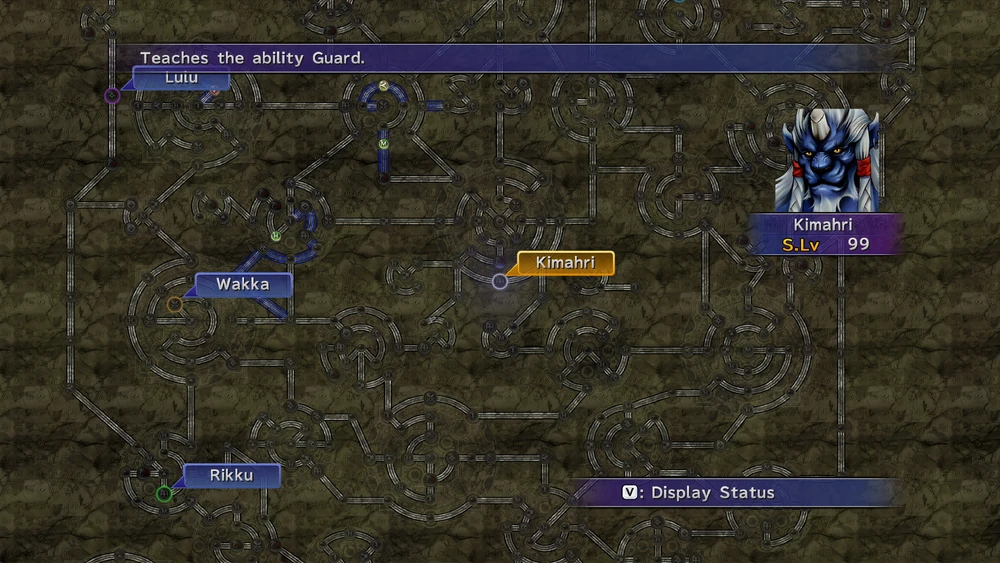 Teaches the ability Guard.
Lulu
Kimahri
S.Lv 99
Kimahri
Wakka
Rikku
V: Display Status